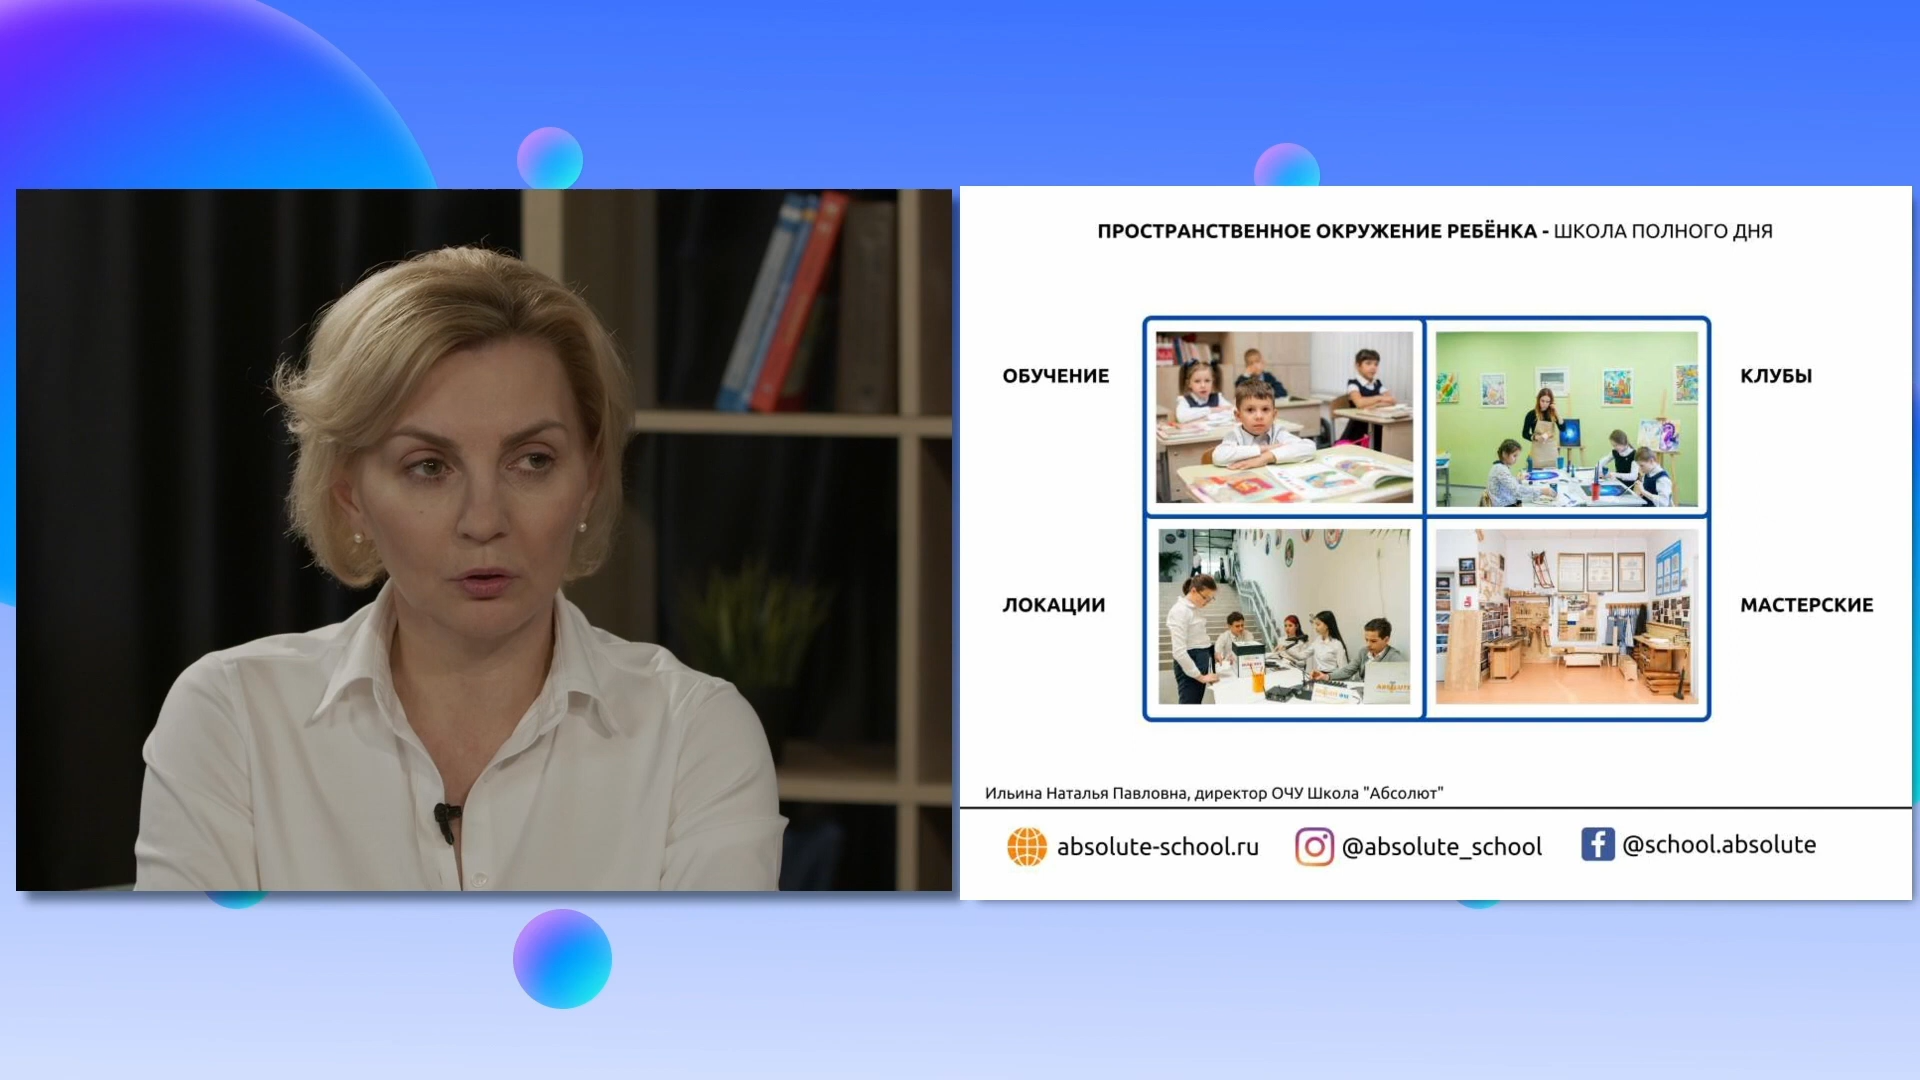 ПРОСТРАНСТВЕННОЕ ОКРУЖЕНИЕ РЕБЁНКА - ШКОЛА ПОЛНОГО ДНЯ
ОБУЧЕНИЕ
КЛУБЫ
ЛОКАЦИИ
МАСТЕРСКИЕ
Ильина Наталья Павловна, директор ОЧУ Школа "Абсолют"
absolute-school.ru
@absolute_school
@school.absolute